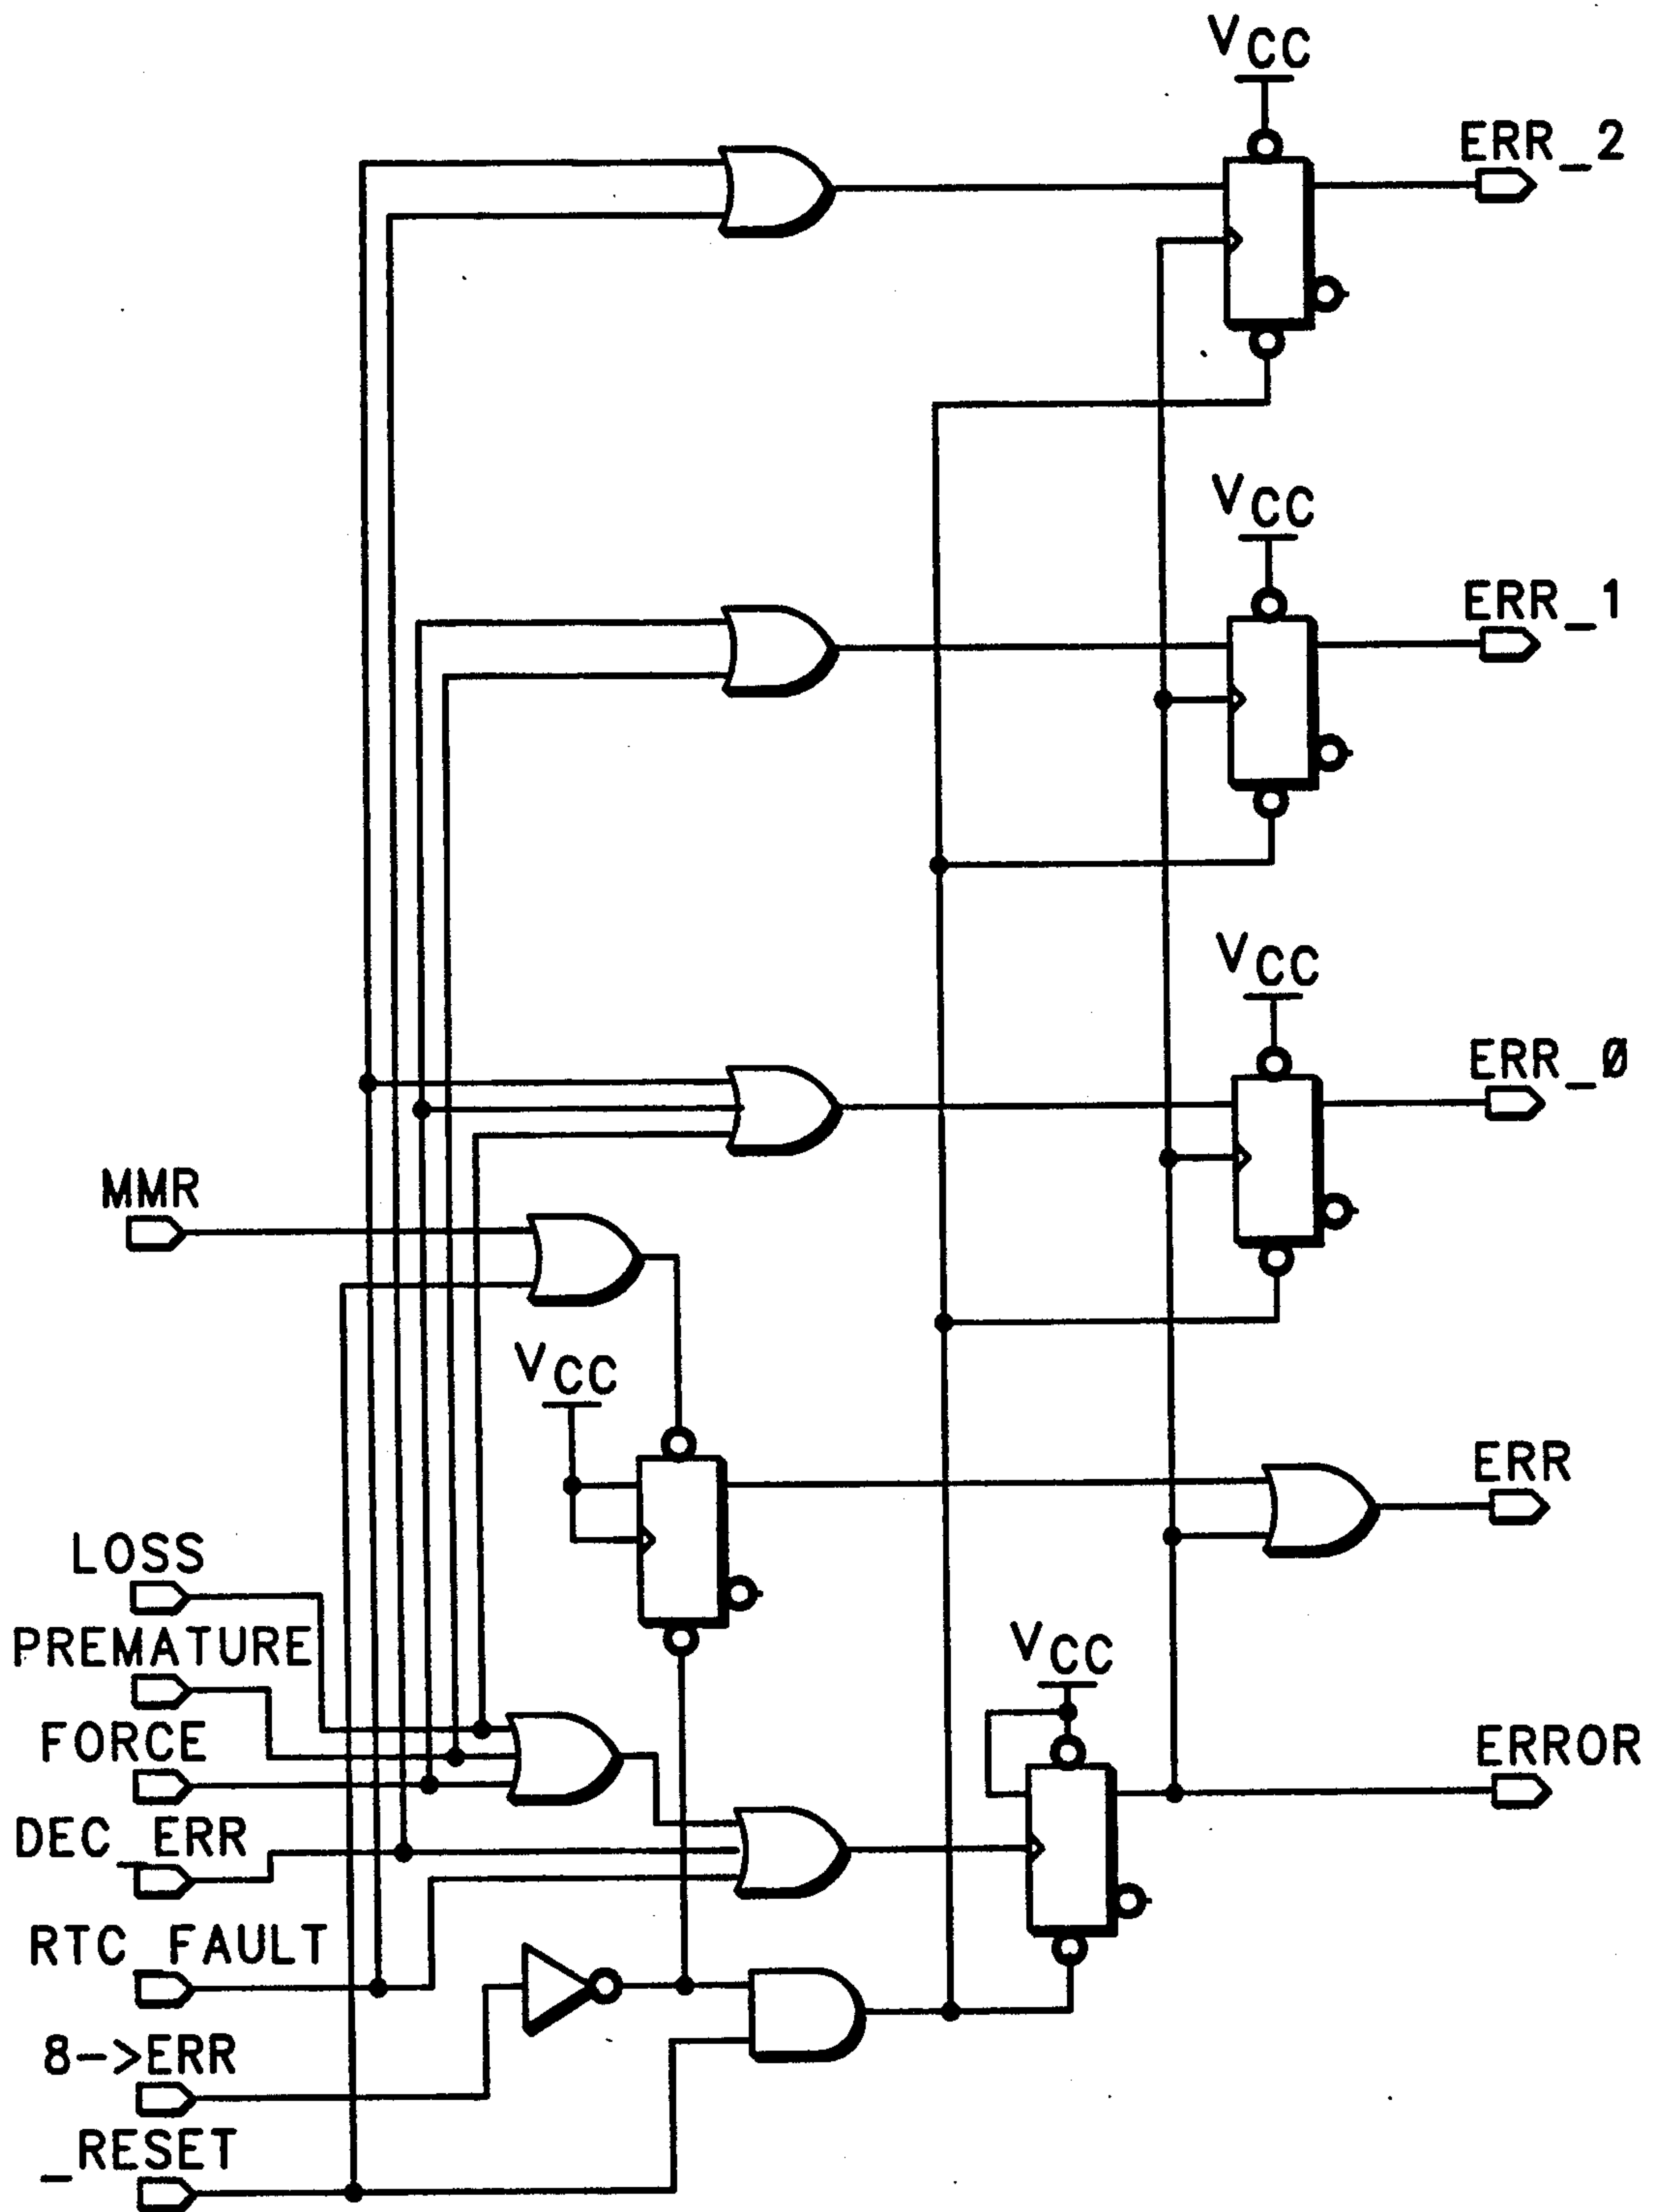 VCC
ERR_2
VCC
ERR_1
VCC
ERR_Ø
MMR
VCC
ERR
LOSS
PREMATURE
VCC
FORCE
ERROR
DEC_ERR
RTC_FAULT
8->ERR
_RESET